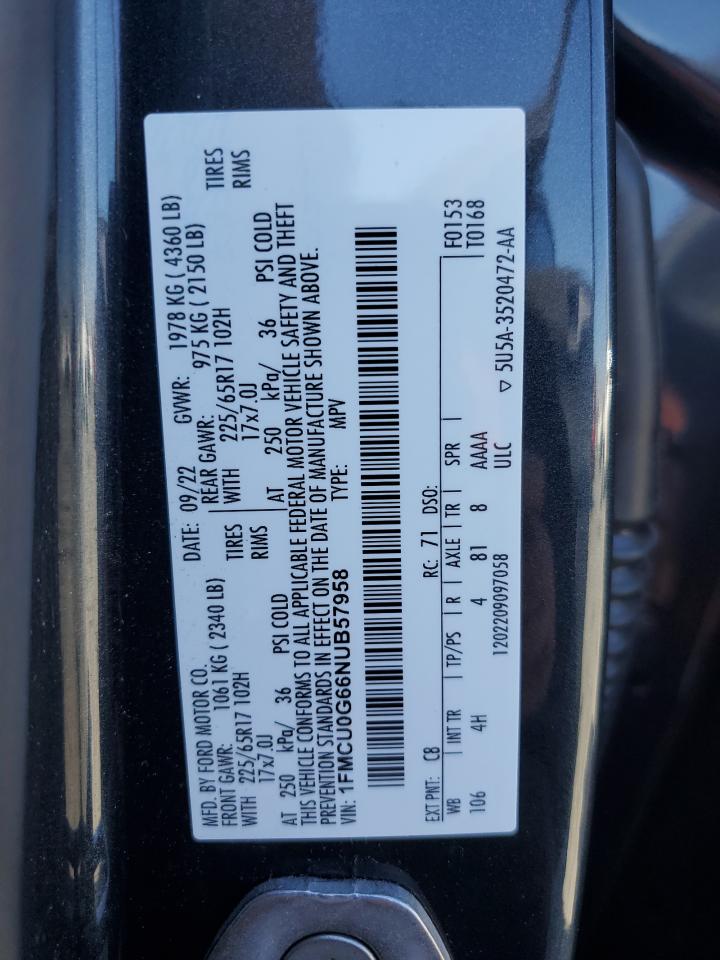 MFD. BY FORD MOTOR CO. DATE: 09/22 GVWR: 1978 KG ( 4360 LB)
FRONT GAWR: 1061 KG ( 2340 LB) REAR GAWR: 975 KG ( 2150 LB)
WITH 225/65R17 102H TIRES WITH 225/65R17 102H TIRES
17x7.0J RIMS 17x7.0J RIMS
AT 250 kPa/ 36 PSI COLD AT 250 kPa/ 36 PSI COLD
THIS VEHICLE CONFORMS TO ALL APPLICABLE FEDERAL MOTOR VEHICLE SAFETY AND THEFT
PREVENTION STANDARDS IN EFFECT ON THE DATE OF MANUFACTURE SHOWN ABOVE.
VIN: 1FMCU0G66NUB57958 TYPE: MPV
EXT PNT: C8 RC: 71 DSO: F0153
WB INT TR TP/PS R AXLE TR SPR T0168
106 4H 4 81 8 AAAA ▽ 5U5A-3520472-AA
1202209097058 ULC